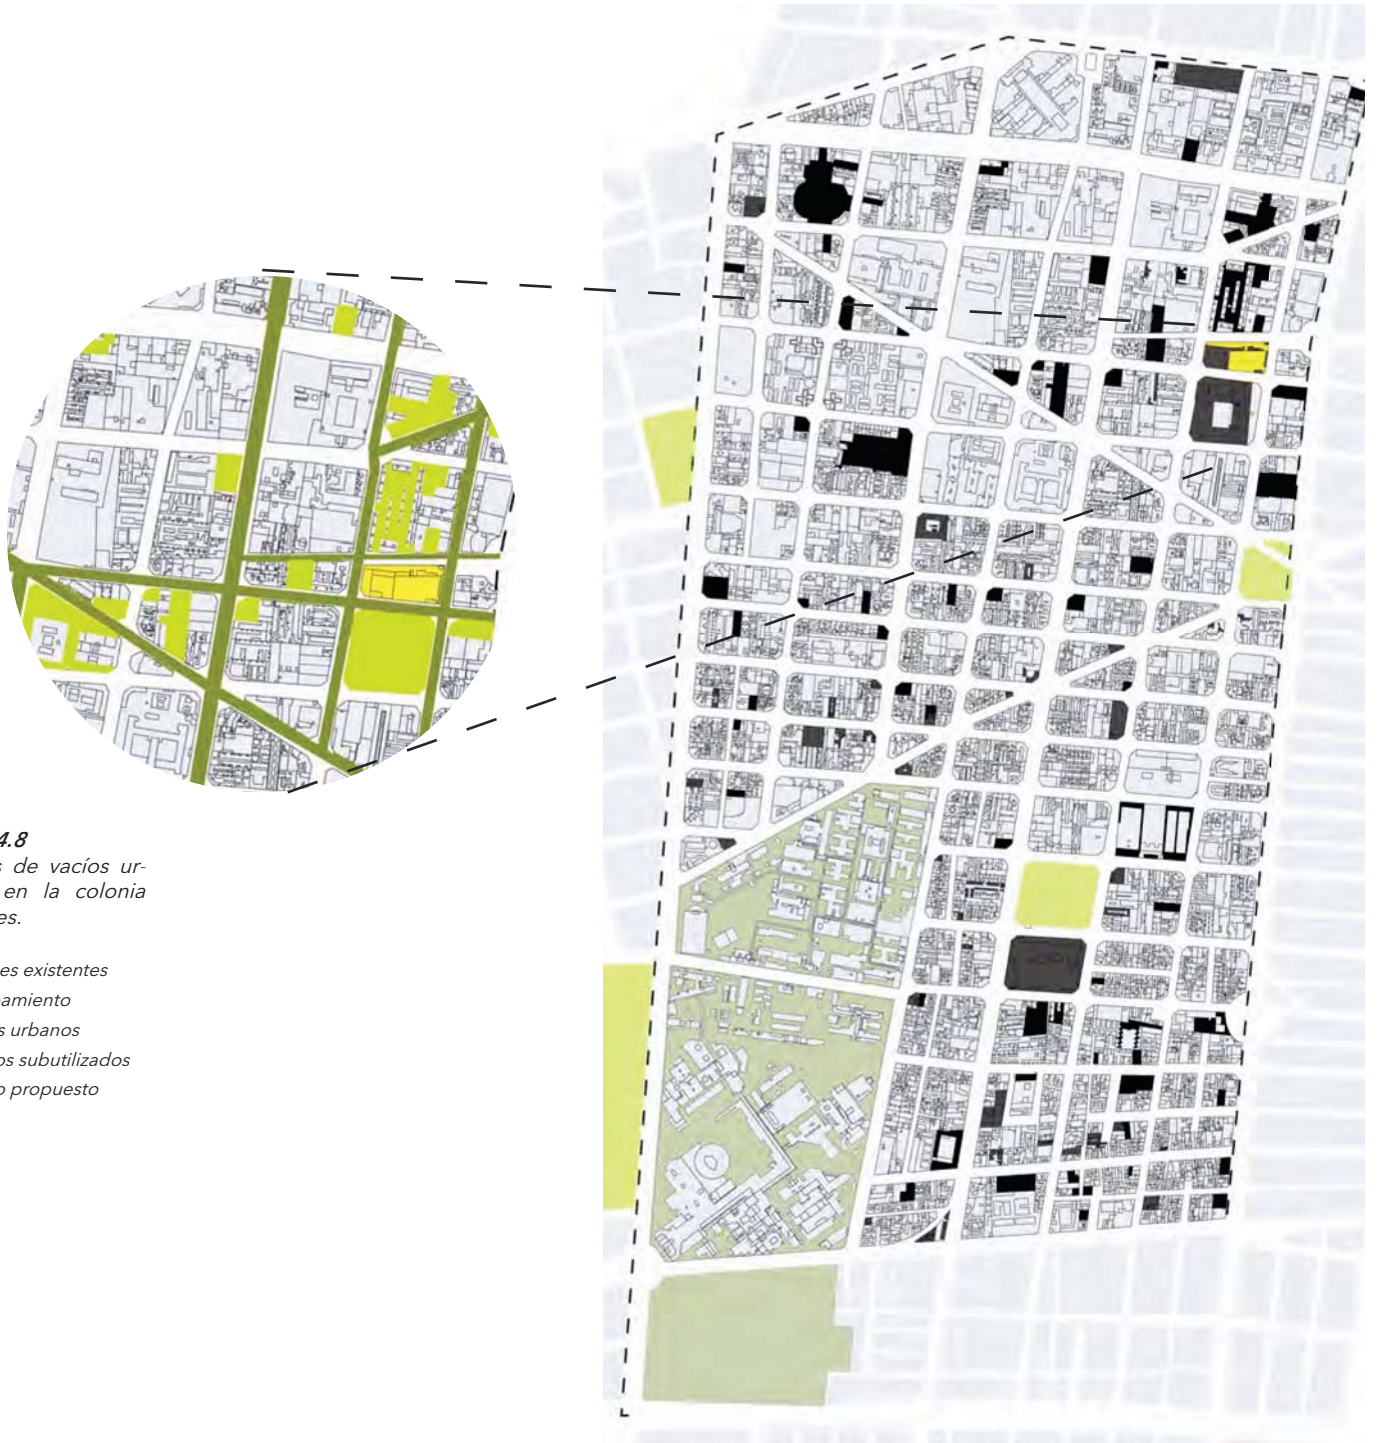 4.8
de vacíos ur-
en la colonia
es.
es existentes
amiento
s urbanos
os subutilizados
o propuesto